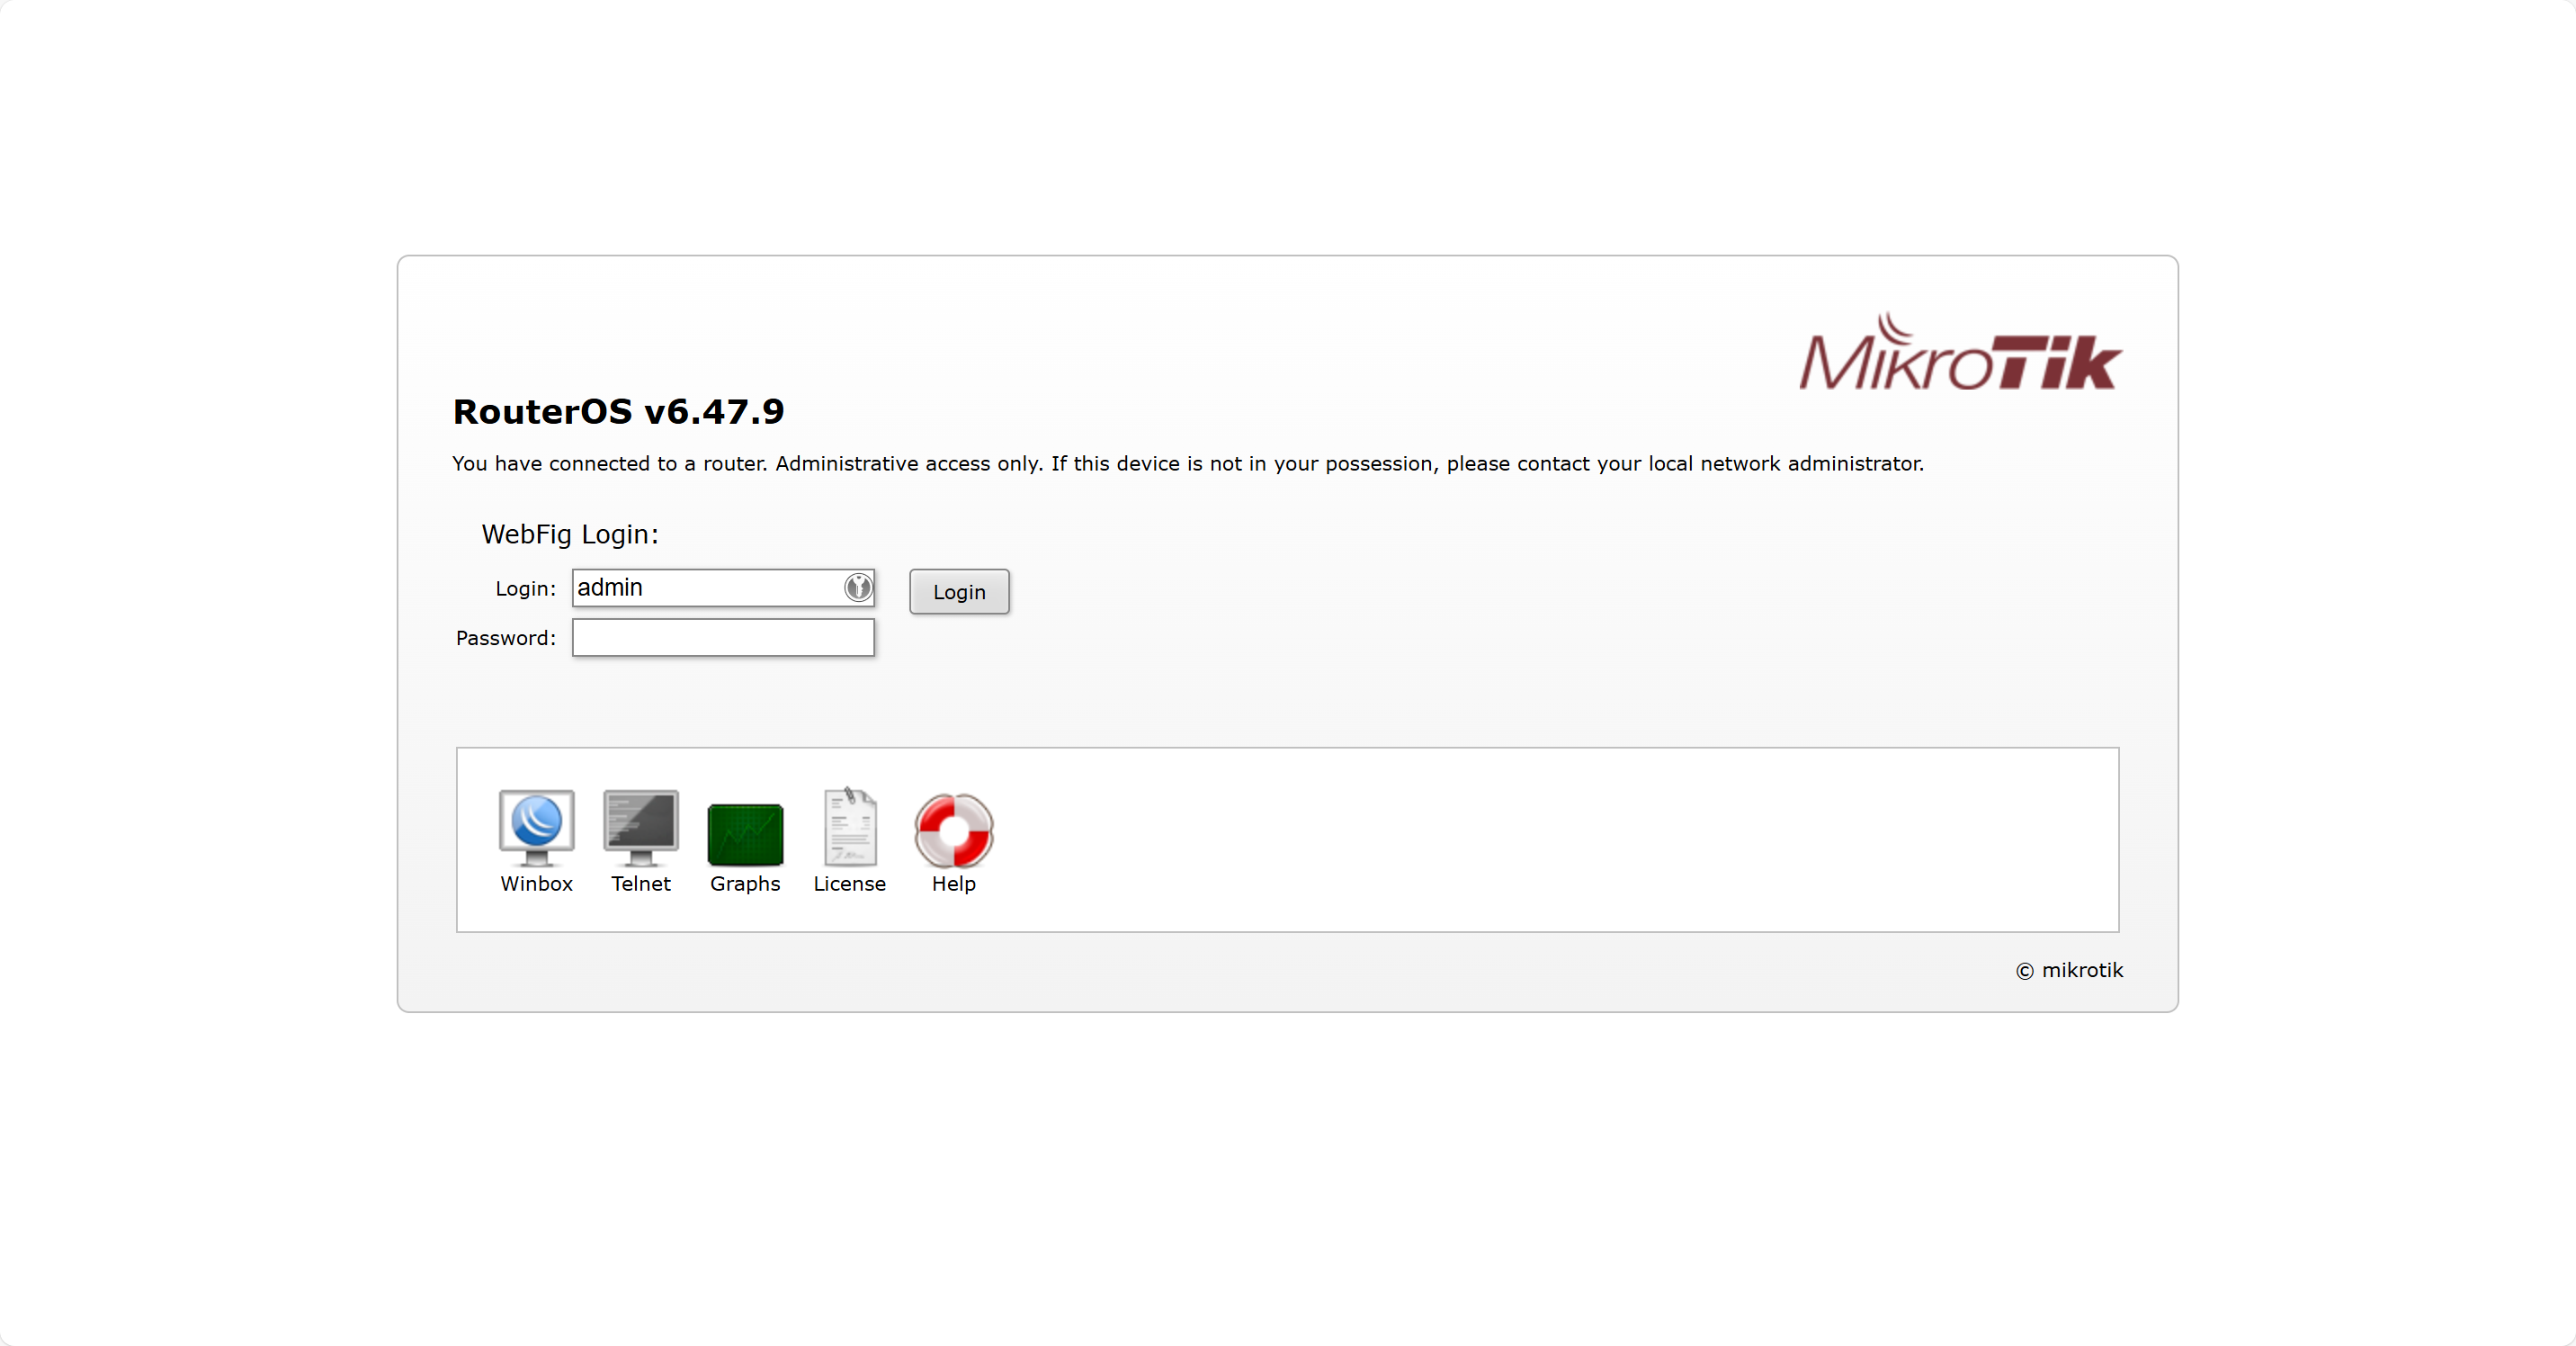 MikroTik
RouterOS v6.47.9
You have connected to a router. Administrative access only. If this device is not in your possession, please contact your local network administrator.
WebFig Login:
Login: admin Login
Password:
Winbox Telnet Graphs License Help
© mikrotik